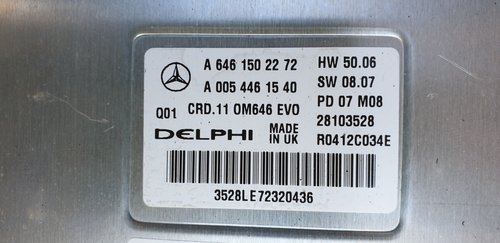 A 646 150 22 72 HW 50.06
A 005 446 15 40 SW 08.07
Q01 CRD.11 OM646 EVO PD 07 M08
DELPHI MADE IN UK 28103528
R0412C034E
3528LE72320436